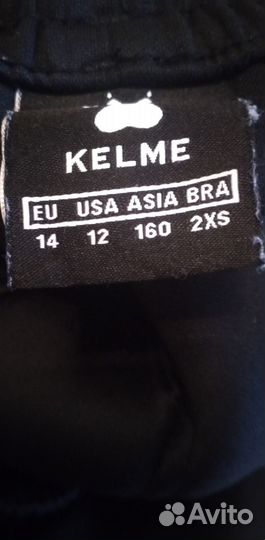 KELME
EU USA ASIA BRA
14 12 160 2XS
Avito